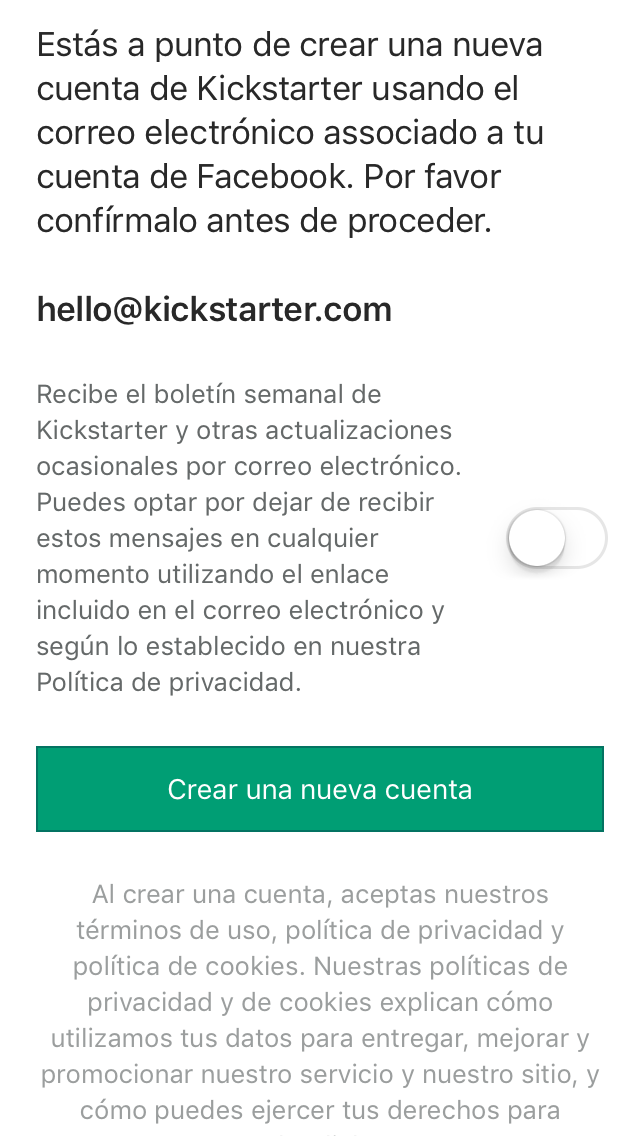 Estás a punto de crear una nueva
cuenta de Kickstarter usando el
correo electrónico associado a tu
cuenta de Facebook. Por favor
confírmalo antes de proceder.
hello@kickstarter.com
Recibe el boletín semanal de
Kickstarter y otras actualizaciones
ocasionales por correo electrónico.
Puedes optar por dejar de recibir
estos mensajes en cualquier
momento utilizando el enlace
incluido en el correo electrónico y
según lo establecido en nuestra
Política de privacidad.
Crear una nueva cuenta
Al crear una cuenta, aceptas nuestros
términos de uso, política de privacidad y
política de cookies. Nuestras políticas de
privacidad y de cookies explican cómo
utilizamos tus datos para entregar, mejorar y
promocionar nuestro servicio y nuestro sitio, y
cómo puedes ejercer tus derechos para